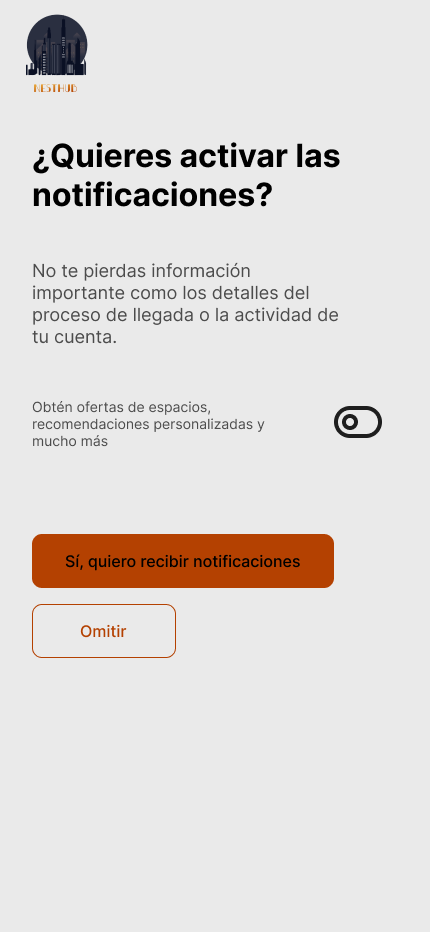 NESTHUB
¿Quieres activar las
notificaciones?
No te pierdas información
importante como los detalles del
proceso de llegada o la actividad de
tu cuenta.
Obtén ofertas de espacios,
recomendaciones personalizadas y
mucho más
Sí, quiero recibir notificaciones
Omitir